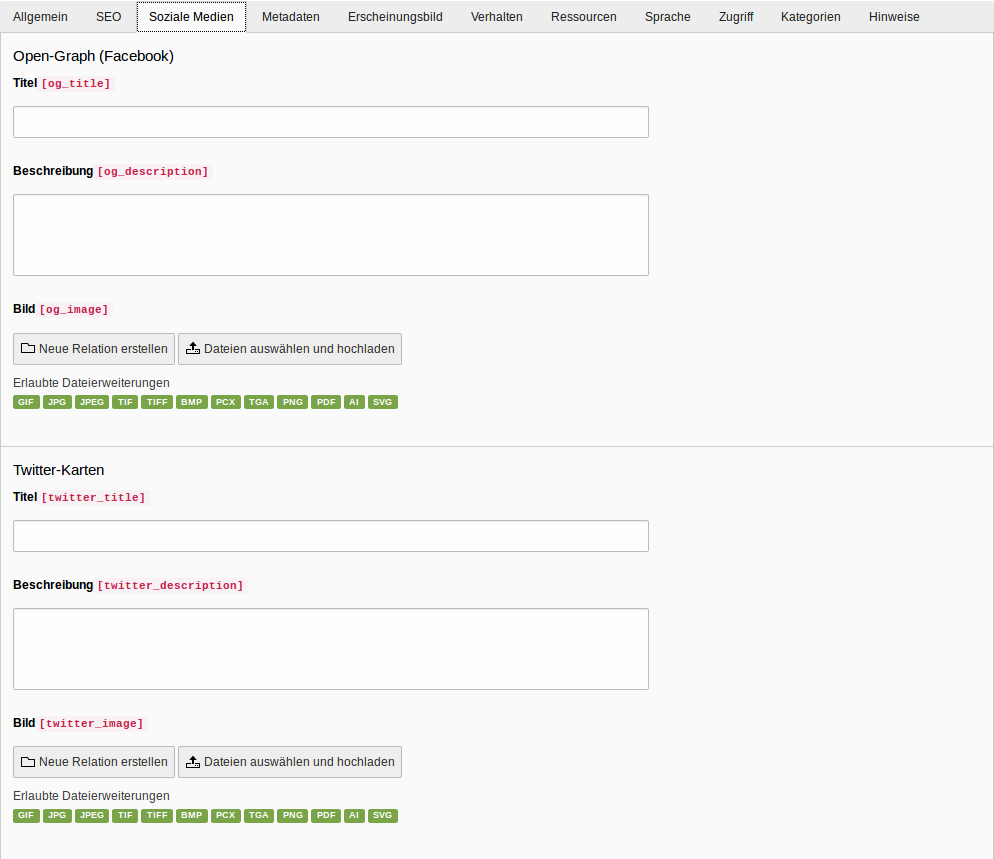 Allgemein SEO Soziale Medien Metadaten Erscheinungsbild Verhalten Ressourcen Sprache Zugriff Kategorien Hinweise
Open-Graph (Facebook)
Titel [og_title]
Beschreibung [og_description]
Bild [og_image]
Neue Relation erstellen Dateien auswählen und hochladen
Erlaubte Dateierweiterungen
GIF JPG JPEG TIF TIFF BMP PCX TGA PNG PDF AI SVG
Twitter-Karten
Titel [twitter_title]
Beschreibung [twitter_description]
Bild [twitter_image]
Neue Relation erstellen Dateien auswählen und hochladen
Erlaubte Dateierweiterungen
GIF JPG JPEG TIF TIFF BMP PCX TGA PNG PDF AI SVG